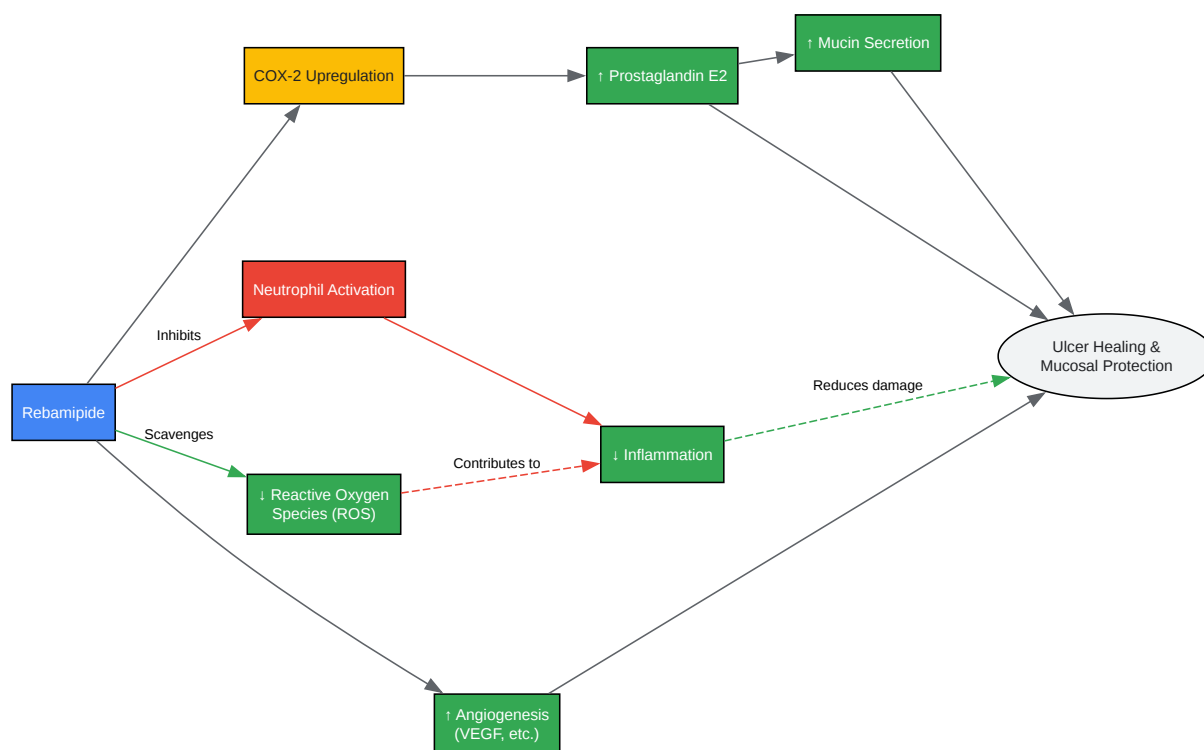 ↑ Mucin Secretion
COX-2 Upregulation
↑ Prostaglandin E2
Neutrophil Activation
Inhibits
Ulcer Healing &
Mucosal Protection
Reduces damage
Rebamipide
Scavenges
↓ Inflammation
Contributes to
↓ Reactive Oxygen
Species (ROS)
↑ Angiogenesis
(VEGF, etc.)